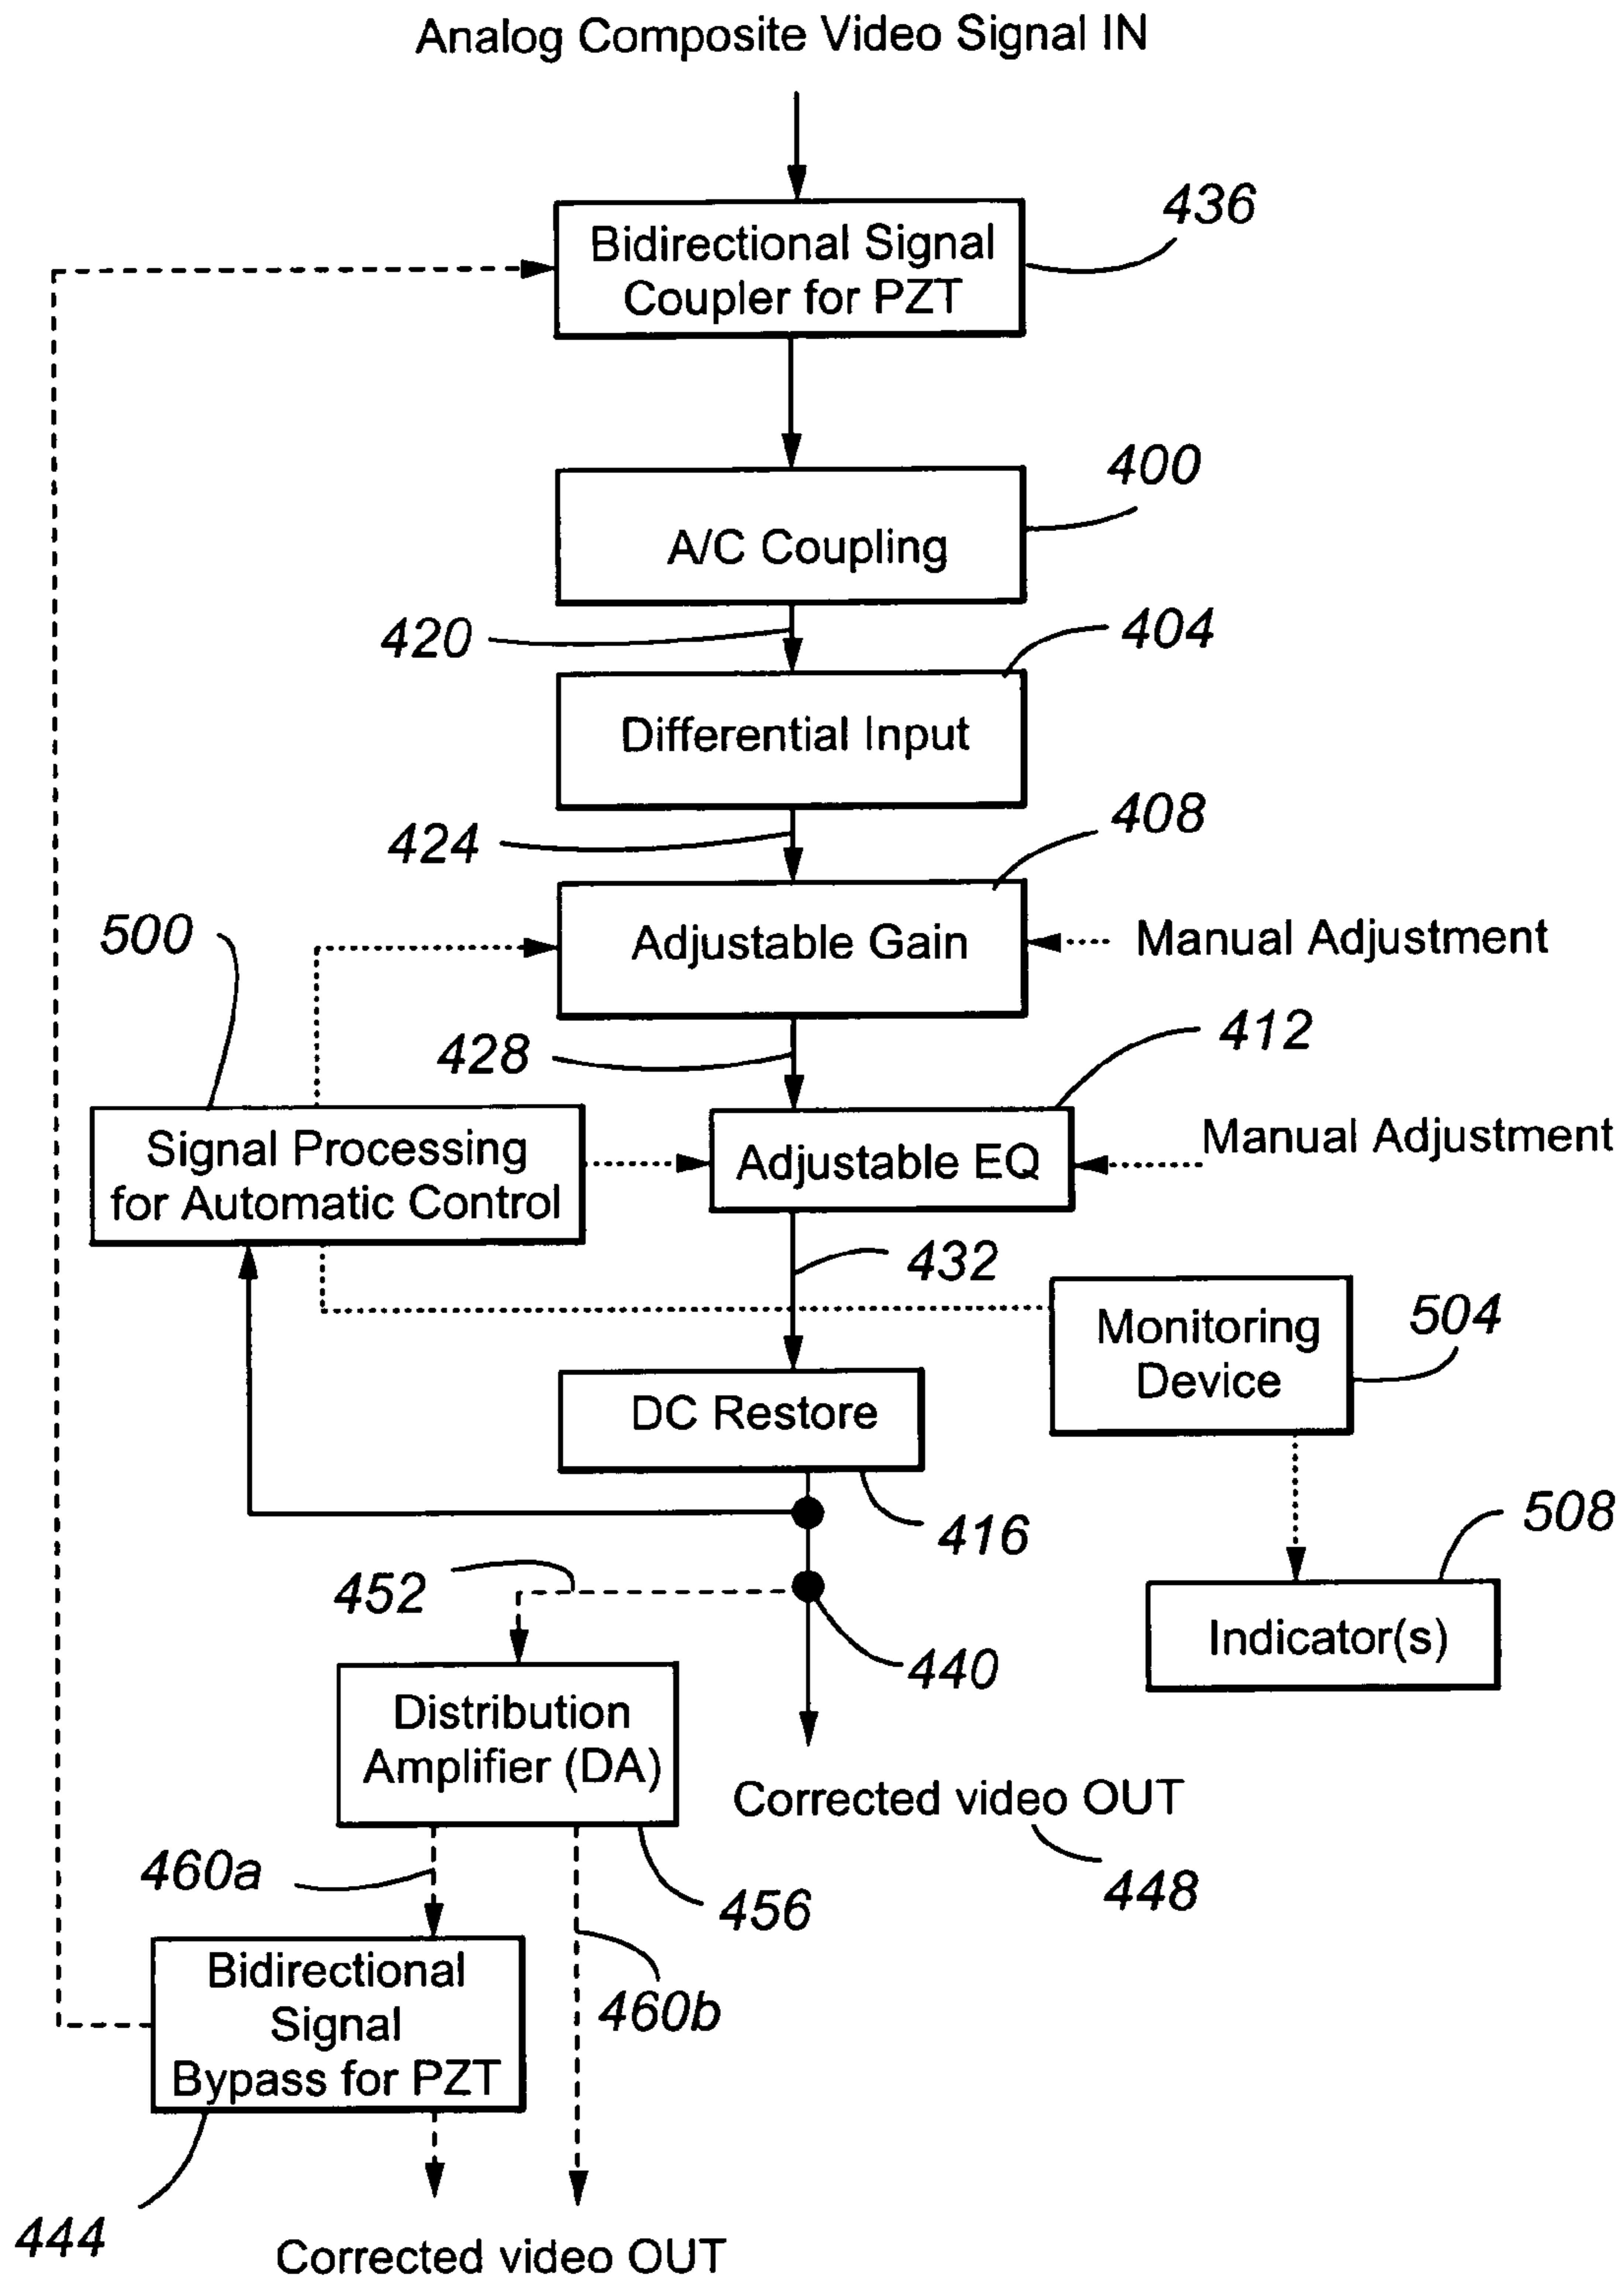 Analog Composite Video Signal IN
436
Bidirectional Signal
Coupler for PZT
400
A/C Coupling
420
404
Differential Input
424
408
500
Adjustable Gain
Manual Adjustment
428
412
Signal Processing
for Automatic Control
Adjustable EQ
Manual Adjustment
432
Monitoring
Device
504
DC Restore
416
508
452
440
Indicator(s)
Distribution
Amplifier (DA)
Corrected video OUT
460a
456
448
Bidirectional
Signal
Bypass for PZT
460b
444
Corrected video OUT